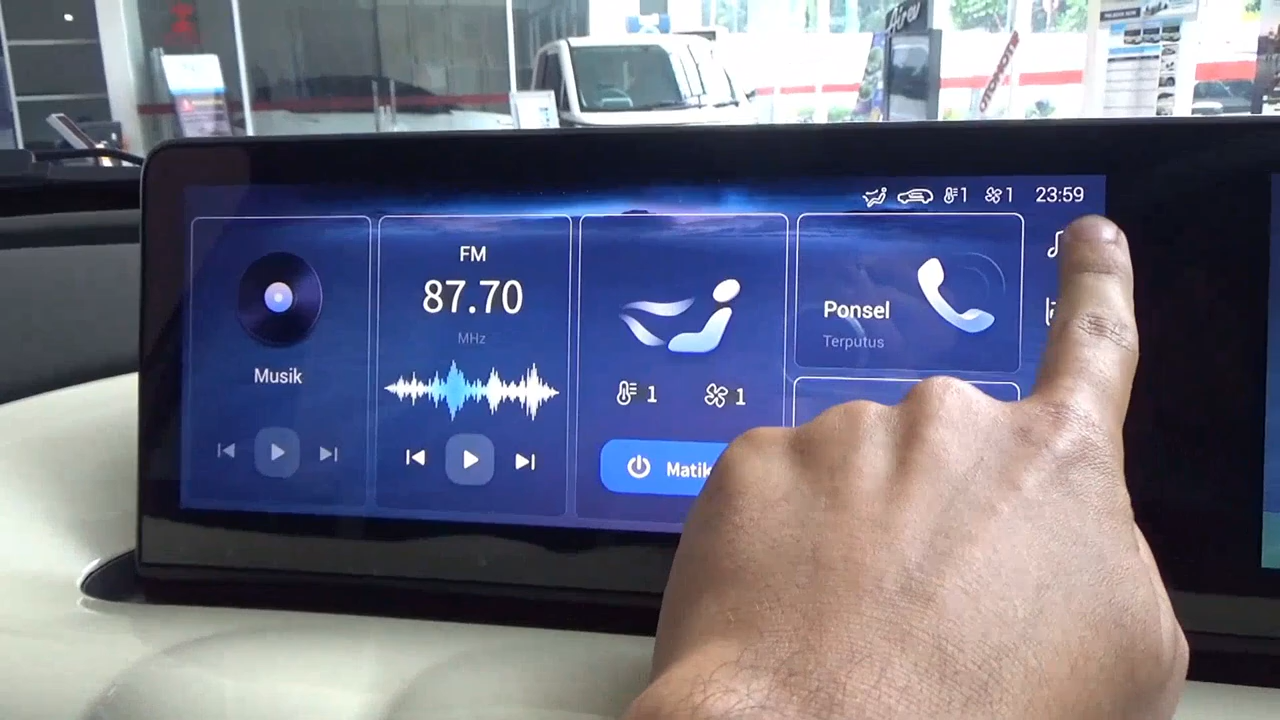 1
1
23:59
Musik
FM
87.70
MHz
1
1
Matik
Ponsel
Terputus